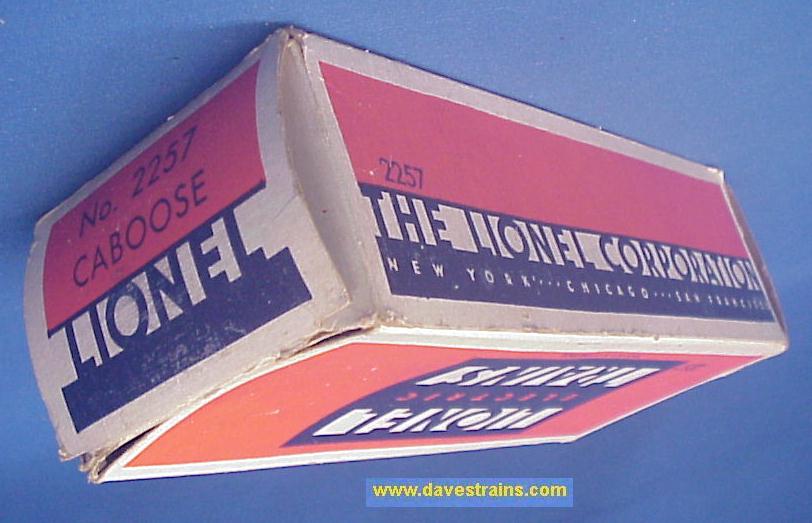 No. 2257
CABOOSE
LIONEL
2257
THE LIONEL CORPORATION
NEW YORK · · · CHICAGO · · · SAN FRANCISCO
LIONEL
ELECTRIC
TRAINS
www.davestrains.com